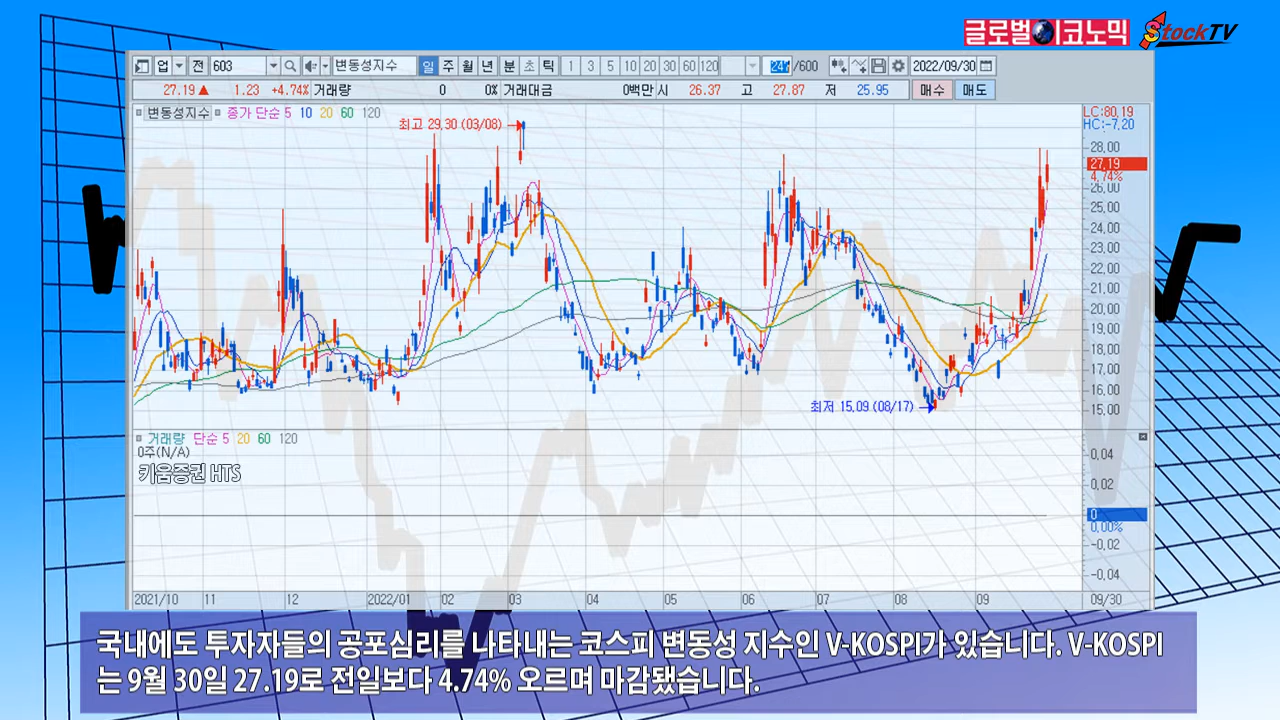 글로벌이코노믹
StockTV
업 전 603 변동성지수 일 주 월 년 분 초 틱 1 3 5 10 20 30 60 120 241 /600 2022/09/30
27.19 ▲ 1.23 +4.74% 거래량 0 0% 거래대금 0백만 시 26.37 고 27.87 저 25.95 매수 매도
변동성지수 종가 단순 5 10 20 60 120
LC:80.19
HC:-7.20
최고 29.30 (03/08)
28.00
27.19
4.74%
26.00
25.00
24.00
23.00
22.00
21.00
20.00
19.00
18.00
17.00
16.00
15.00
최저 15.09 (08/17)
거래량 단순 5 20 60 120
0주(N/A)
키움증권 HTS
0.04
0.02
0
0.00%
-0.02
-0.04
2021/10 11 12 2022/01 02 03 04 05 06 07 08 09 09/30
국내에도 투자자들의 공포심리를 나타내는 코스피 변동성 지수인 V-KOSPI가 있습니다. V-KOSPI
는 9월 30일 27.19로 전일보다 4.74% 오르며 마감됐습니다.